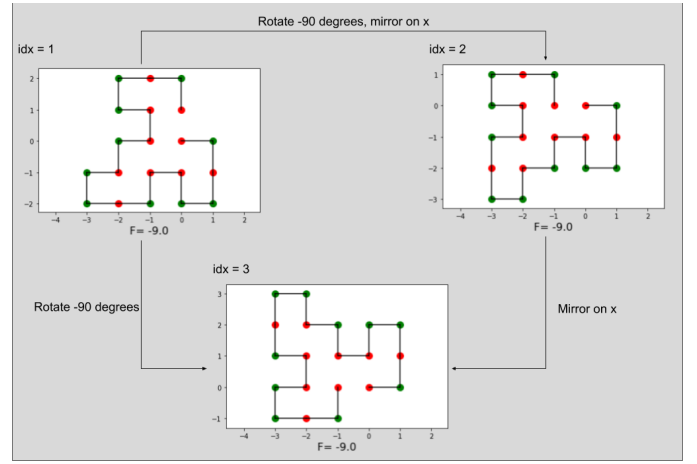 Rotate -90 degrees, mirror on x
idx = 1
idx = 2
2
1
0
−1
−2
−4 −3 −2 −1 0 1 2
F= -9.0
1
0
−1
−2
−3
−4 −3 −2 −1 0 1 2
F= -9.0
idx = 3
Rotate -90 degrees
Mirror on x
3
2
1
0
−1
−4 −3 −2 −1 0 1 2
F= -9.0